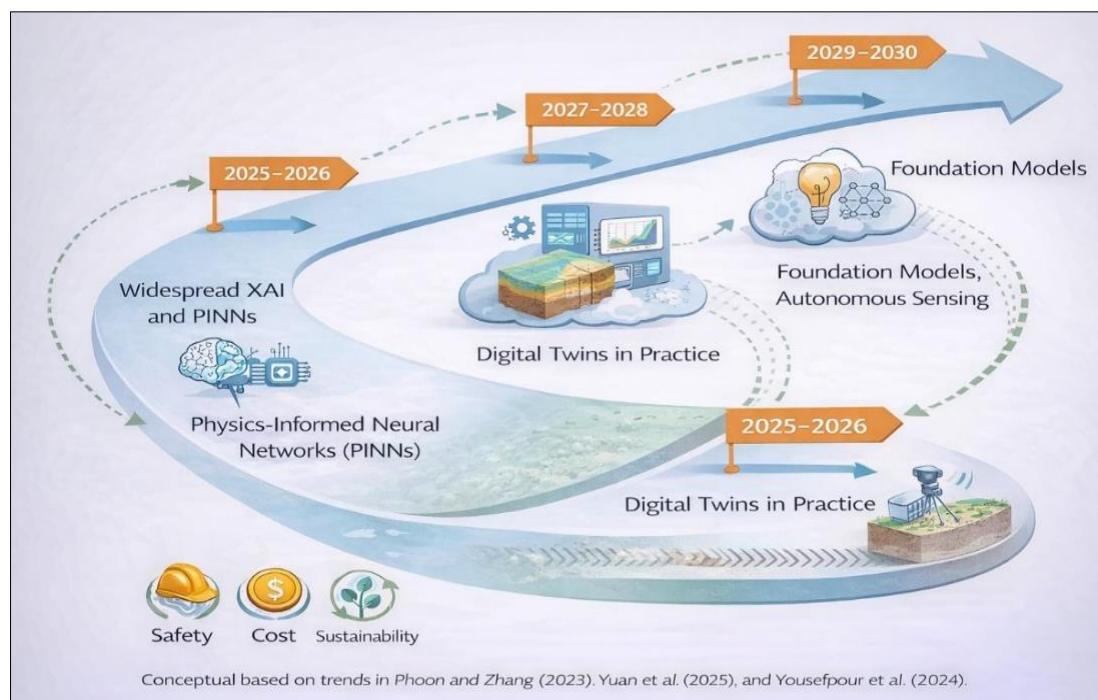 2029–2030
2027–2028
2025–2026
Foundation Models
Widespread XAI
and PINNs
Foundation Models,
Autonomous Sensing
Digital Twins in Practice
Physics-Informed Neural
Networks (PINNs)
2025–2026
Digital Twins in Practice
$
Safety
Cost
Sustainability
Conceptual based on trends in Phoon and Zhang (2023). Yuan et al. (2025), and Yousefpour et al. (2024).